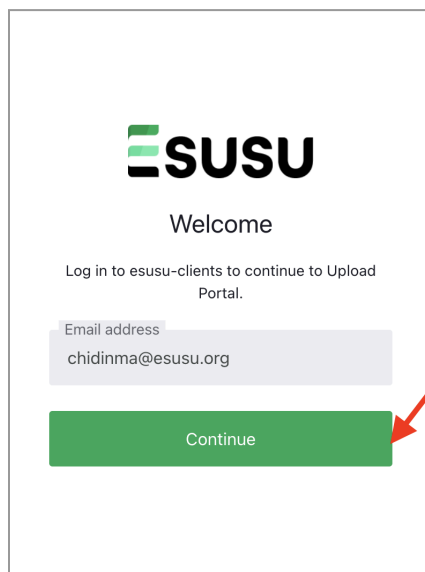 Esusu
Welcome
Log in to esusu-clients to continue to Upload
Portal.
Email address
chidinma@esusu.org
Continue